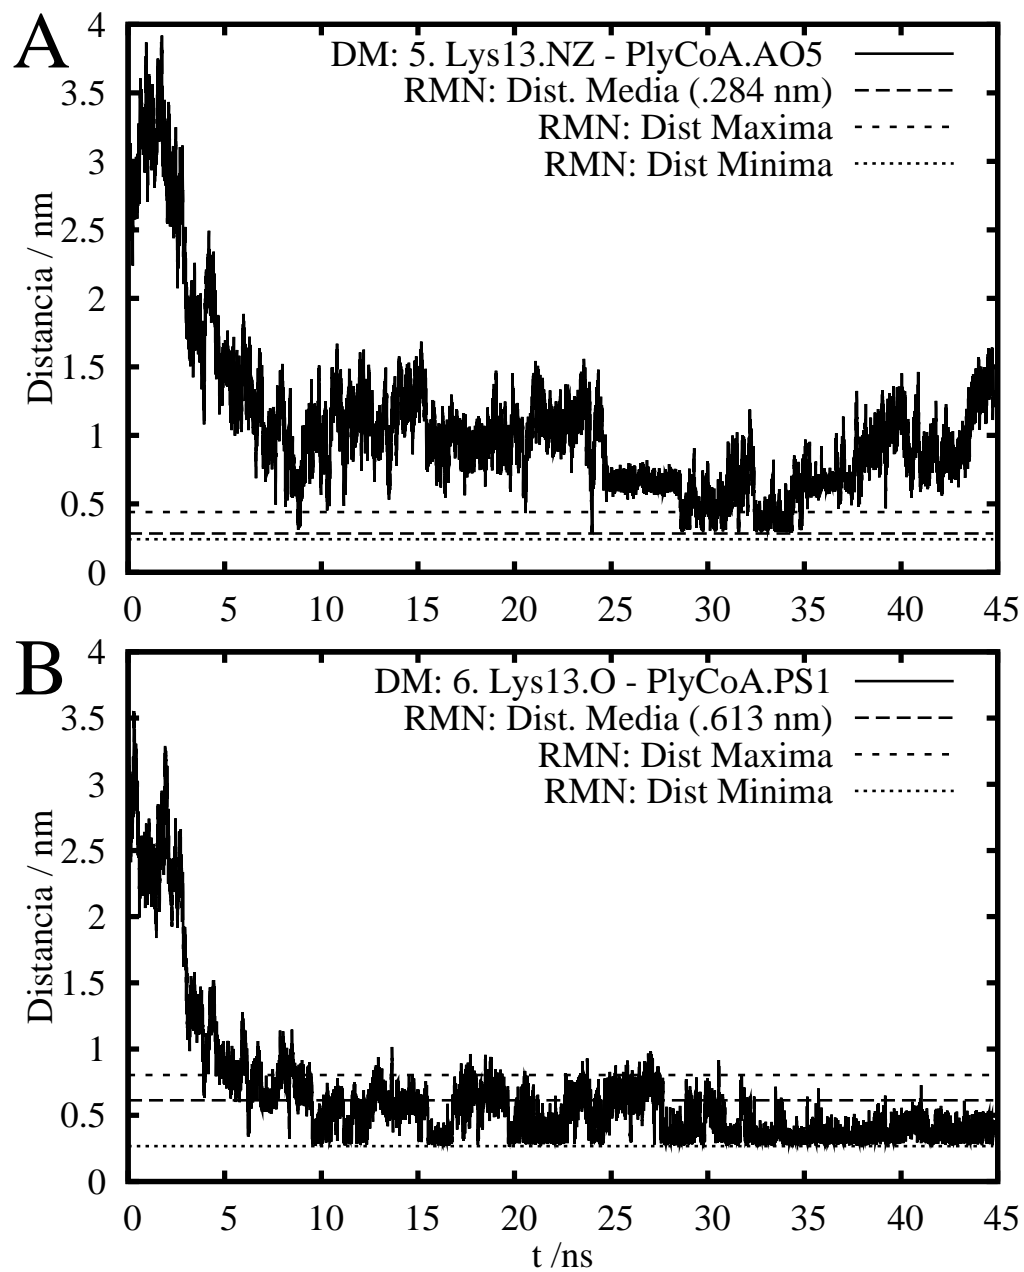 A
DM: 5. Lys13.NZ - PlyCoA.AO5
RMN: Dist. Media (.284 nm)
RMN: Dist Maxima
RMN: Dist Minima
Distancia / nm
4
3.5
3
2.5
2
1.5
1
0.5
0
0 5 10 15 20 25 30 35 40 45
B
DM: 6. Lys13.O - PlyCoA.PS1
RMN: Dist. Media (.613 nm)
RMN: Dist Maxima
RMN: Dist Minima
Distancia / nm
4
3.5
3
2.5
2
1.5
1
0.5
0
0 5 10 15 20 25 30 35 40 45
t /ns